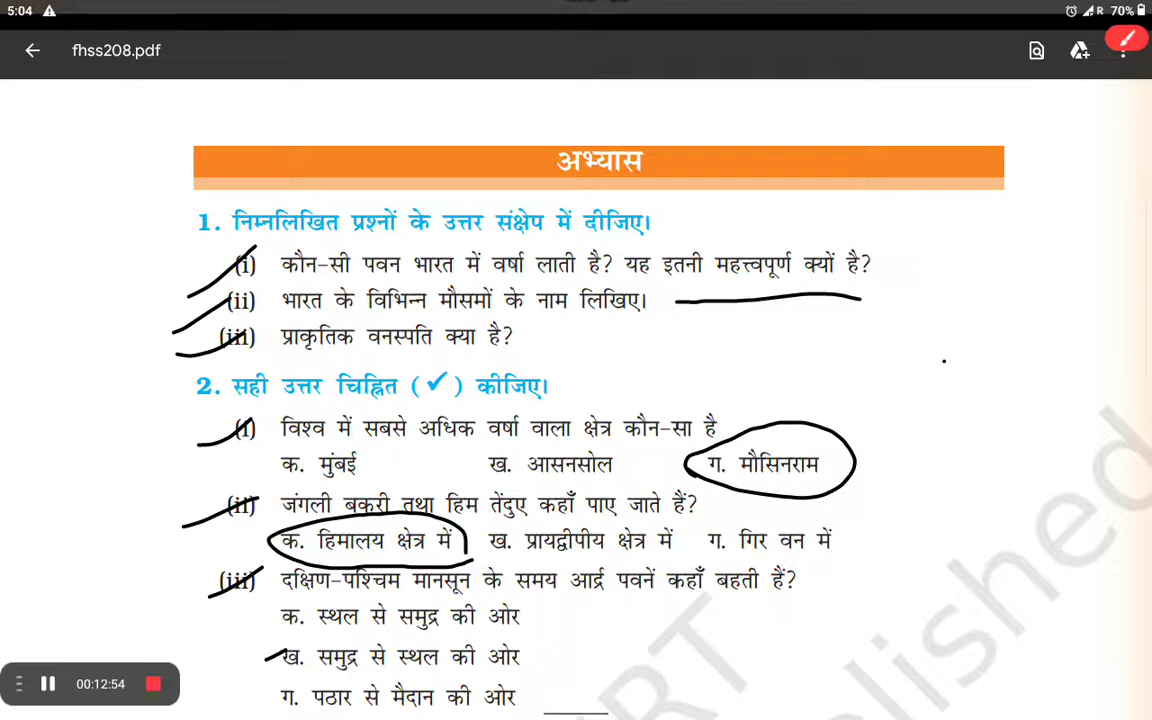 5:04
R 70%
fhss208.pdf
अभ्यास
1. निम्नलिखित प्रश्नों के उत्तर संक्षेप में दीजिए।
(i) कौन-सी पवन भारत में वर्षा लाती है? यह इतनी महत्त्वपूर्ण क्यों है?
(ii) भारत के विभिन्न मौसमों के नाम लिखिए।
(iii) प्राकृतिक वनस्पति क्या है?
2. सही उत्तर चिह्नित (✓) कीजिए।
(i) विश्व में सबसे अधिक वर्षा वाला क्षेत्र कौन-सा है
क. मुंबई ख. आसनसोल ग. मौसिनराम
(ii) जंगली बकरी तथा हिम तेंदुए कहाँ पाए जाते हैं?
क. हिमालय क्षेत्र में ख. प्रायद्वीपीय क्षेत्र में ग. गिर वन में
(iii) दक्षिण-पश्चिम मानसून के समय आर्द्र पवनें कहाँ बहती हैं?
क. स्थल से समुद्र की ओर
ख. समुद्र से स्थल की ओर
ग. पठार से मैदान की ओर
00:12:54